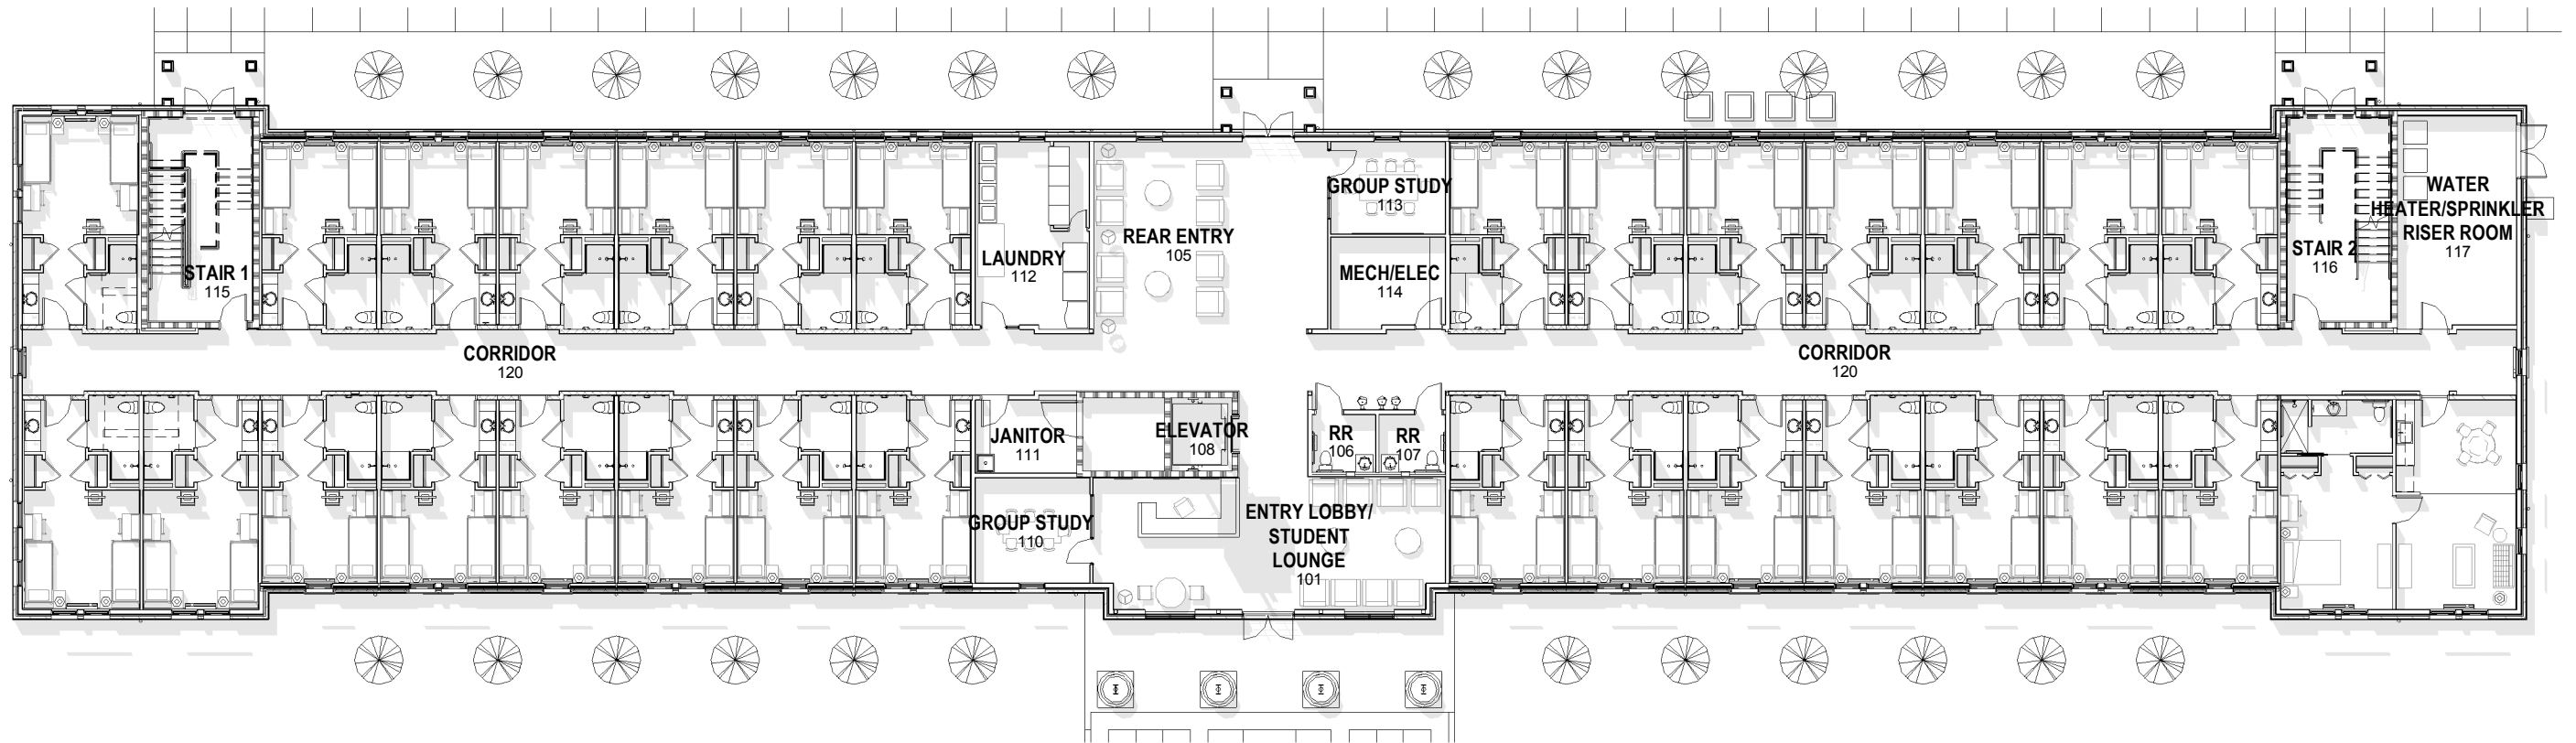 GROUP STUDY
113
WATER
HEATER/SPRINKLER
RISER ROOM
117
REAR ENTRY
105
STAIR 2
116
LAUNDRY
112
MECH/ELEC
114
STAIR 1
115
CORRIDOR
120
CORRIDOR
120
JANITOR
111
ELEVATOR
108
RR
106
RR
107
GROUP STUDY
110
ENTRY LOBBY/
STUDENT
LOUNGE
101